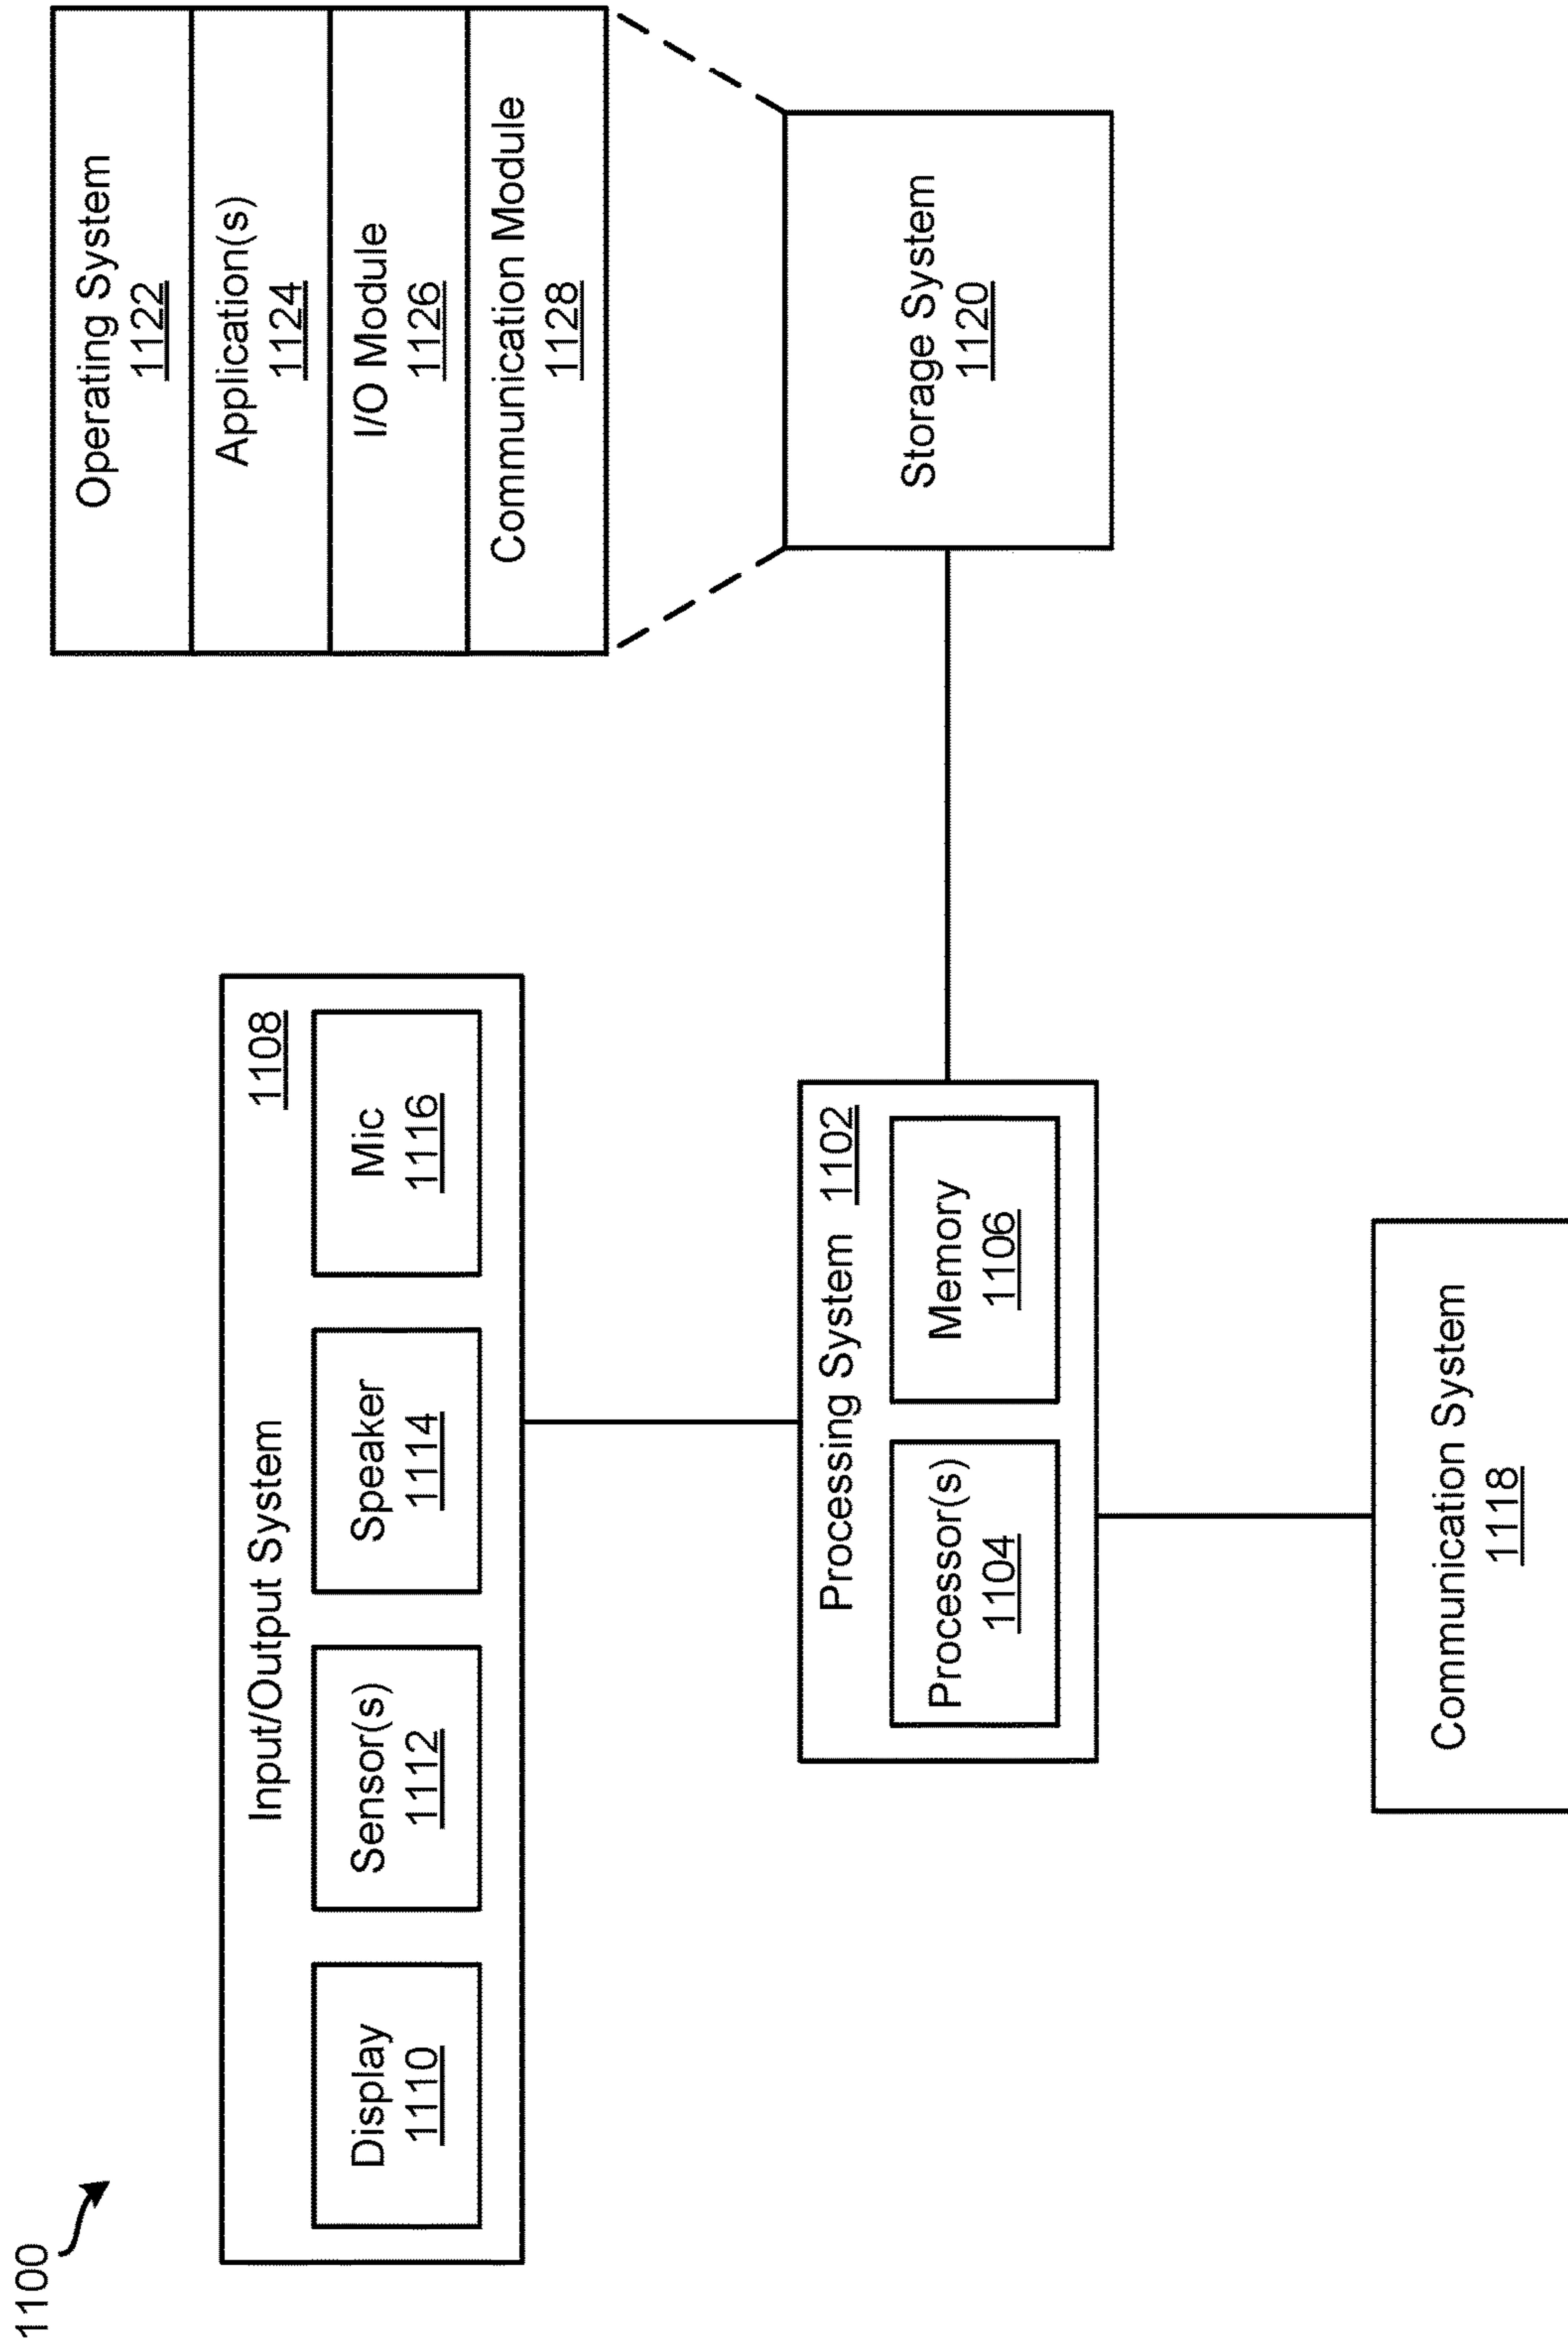 1100
Input/Output System
1108
Display
1110
Sensor(s)
1112
Speaker
1114
Mic
1116
Operating System
1122
Application(s)
1124
I/O Module
1126
Communication Module
1128
Processing System 1102
Processor(s)
1104
Memory
1106
Storage System
1120
Communication System
1118